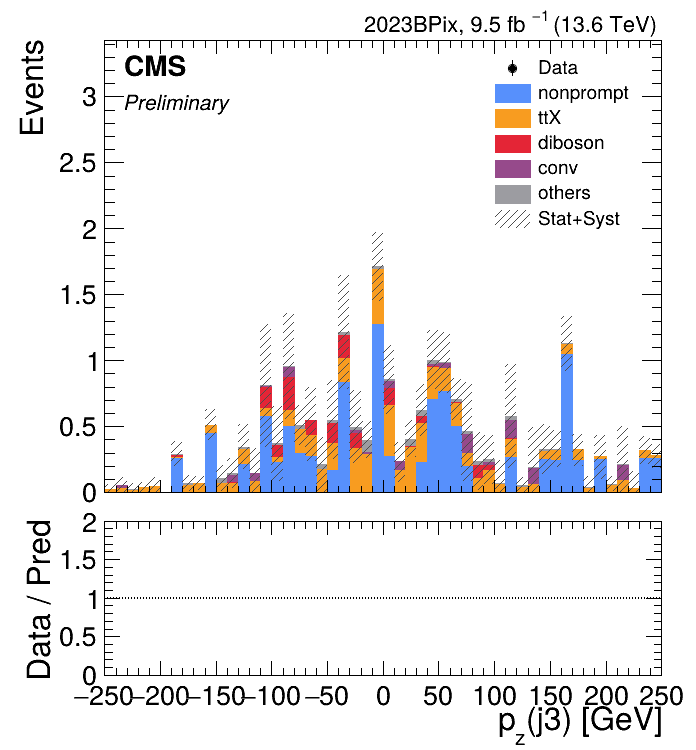 2023BPix, 9.5 fb⁻¹ (13.6 TeV)
CMS
Preliminary
Events
Data
nonprompt
ttX
diboson
conv
others
Stat+Syst
3
2.5
2
1.5
1
0.5
0
Data / Pred
2
1.5
1
0.5
0
−250 −200 −150 −100 −50 0 50 100 150 200 250
p_z(j3) [GeV]